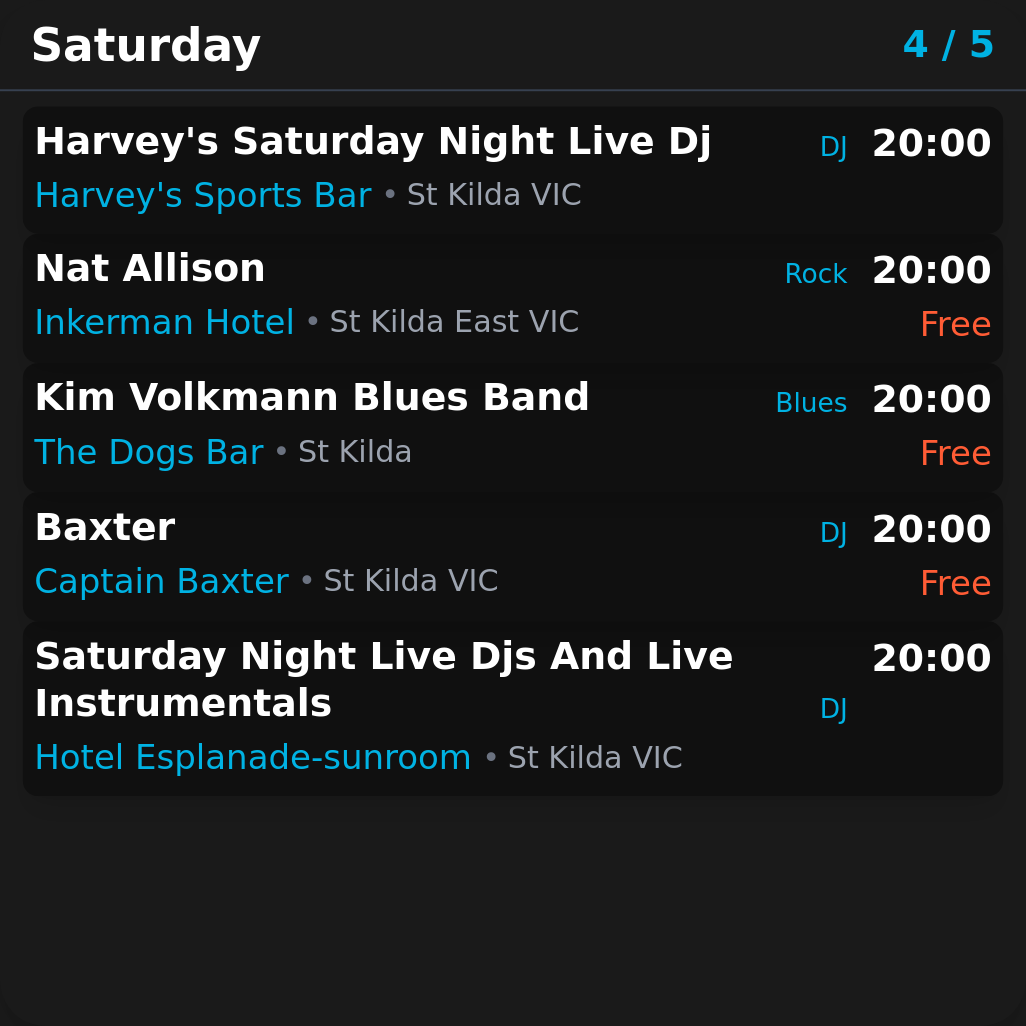 Saturday 4 / 5
Harvey's Saturday Night Live Dj DJ 20:00
Harvey's Sports Bar • St Kilda VIC
Nat Allison Rock 20:00
Inkerman Hotel • St Kilda East VIC Free
Kim Volkmann Blues Band Blues 20:00
The Dogs Bar • St Kilda Free
Baxter DJ 20:00
Captain Baxter • St Kilda VIC Free
Saturday Night Live Djs And Live 20:00
Instrumentals DJ
Hotel Esplanade-sunroom • St Kilda VIC